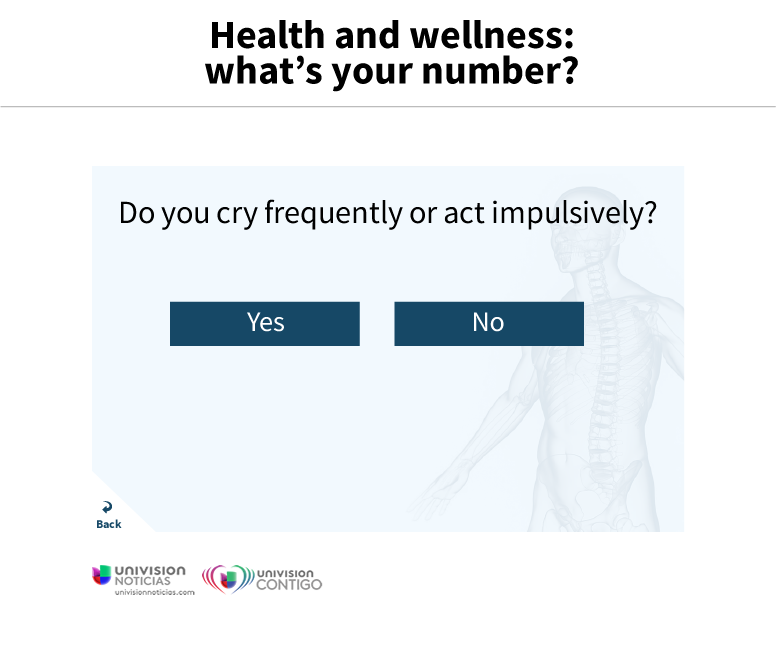 Health and wellness:
what's your number?
Do you cry frequently or act impulsively?
Yes No
Back
UNIVISION
NOTICIAS
univisionnoticias.com
UNIVISION
CONTIGO